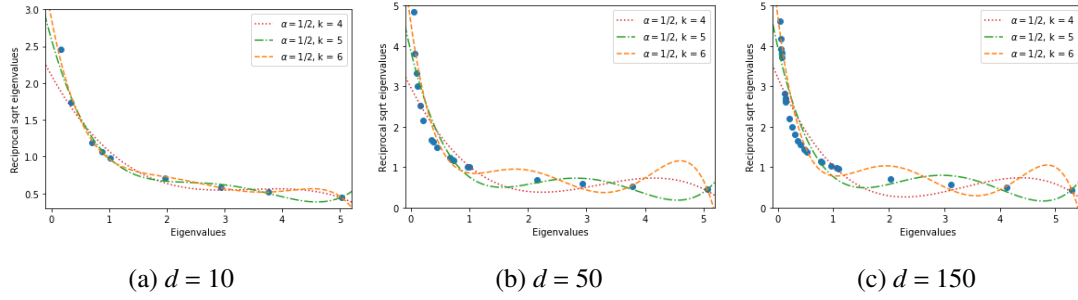 3.0
2.5
2.0
1.5
1.0
0.5
Reciprocal sqrt eigenvalues
0 1 2 3 4 5
Eigenvalues
α = 1/2, k = 4
α = 1/2, k = 5
α = 1/2, k = 6
(a) d = 10
5
4
3
2
1
0
Reciprocal sqrt eigenvalues
0 1 2 3 4 5
Eigenvalues
α = 1/2, k = 4
α = 1/2, k = 5
α = 1/2, k = 6
(b) d = 50
5
4
3
2
1
0
Reciprocal sqrt eigenvalues
0 1 2 3 4 5
Eigenvalues
α = 1/2, k = 4
α = 1/2, k = 5
α = 1/2, k = 6
(c) d = 150